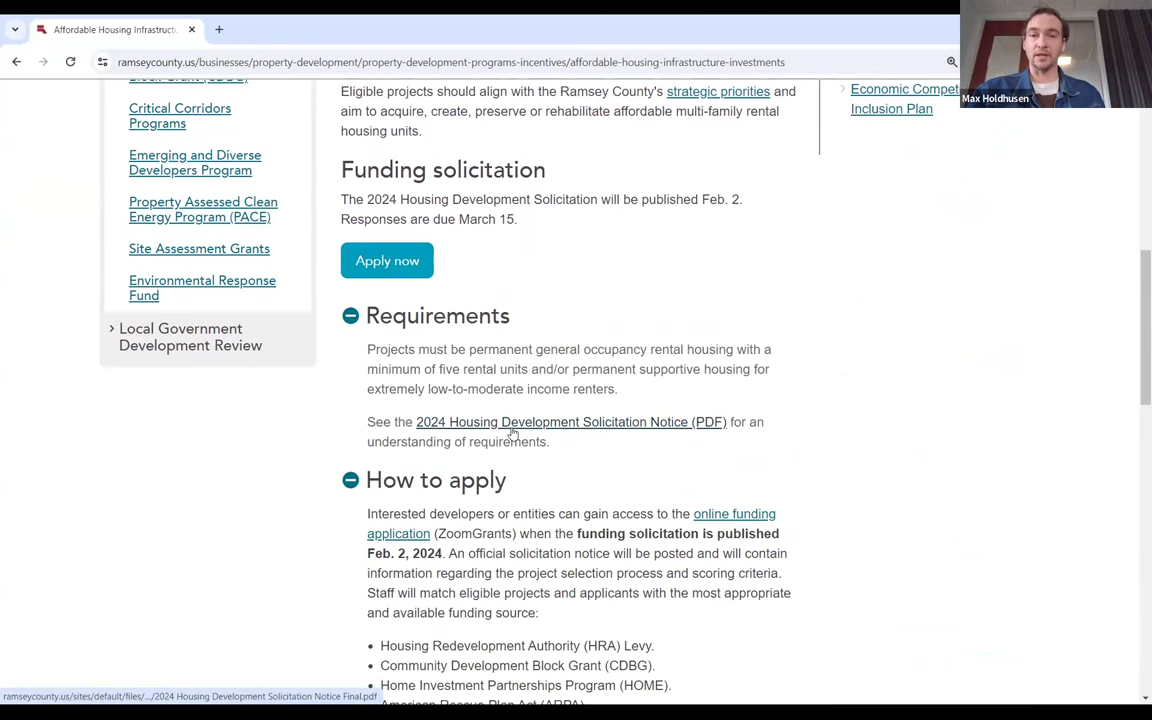 Affordable Housing Infrastructu
ramseycounty.us/businesses/property-development/property-development-programs-incentives/affordable-housing-infrastructure-investments
Max Holdhusen
Block Grant (CDBG)
Critical Corridors
Programs
Emerging and Diverse
Developers Program
Property Assessed Clean
Energy Program (PACE)
Site Assessment Grants
Environmental Response
Fund
Local Government
Development Review
Eligible projects should align with the Ramsey County's strategic priorities and
aim to acquire, create, preserve or rehabilitate affordable multi-family rental
housing units.
Funding solicitation
The 2024 Housing Development Solicitation will be published Feb. 2.
Responses are due March 15.
Apply now
Requirements
Projects must be permanent general occupancy rental housing with a
minimum of five rental units and/or permanent supportive housing for
extremely low-to-moderate income renters.
See the 2024 Housing Development Solicitation Notice (PDF) for an
understanding of requirements.
How to apply
Interested developers or entities can gain access to the online funding
application (ZoomGrants) when the funding solicitation is published
Feb. 2, 2024. An official solicitation notice will be posted and will contain
information regarding the project selection process and scoring criteria.
Staff will match eligible projects and applicants with the most appropriate
and available funding source:
• Housing Redevelopment Authority (HRA) Levy.
• Community Development Block Grant (CDBG).
• Home Investment Partnerships Program (HOME).
• American Rescue Plan Act (ARPA).
Economic Compet
Inclusion Plan
ramseycounty.us/sites/default/files/.../2024 Housing Development Solicitation Notice Final.pdf